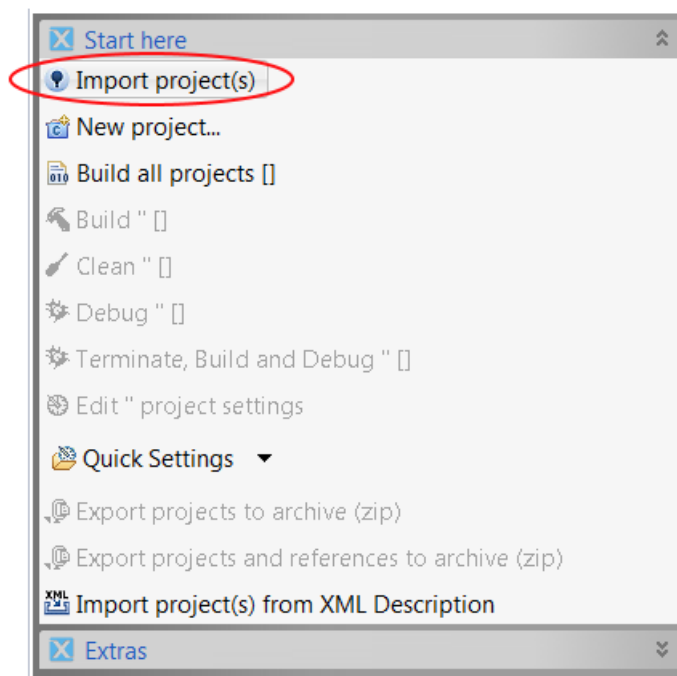 Start here
Import project(s)
New project...
Build all projects []
Build '' []
Clean '' []
Debug '' []
Terminate, Build and Debug '' []
Edit '' project settings
Quick Settings
Export projects to archive (zip)
Export projects and references to archive (zip)
XML Import project(s) from XML Description
Extras